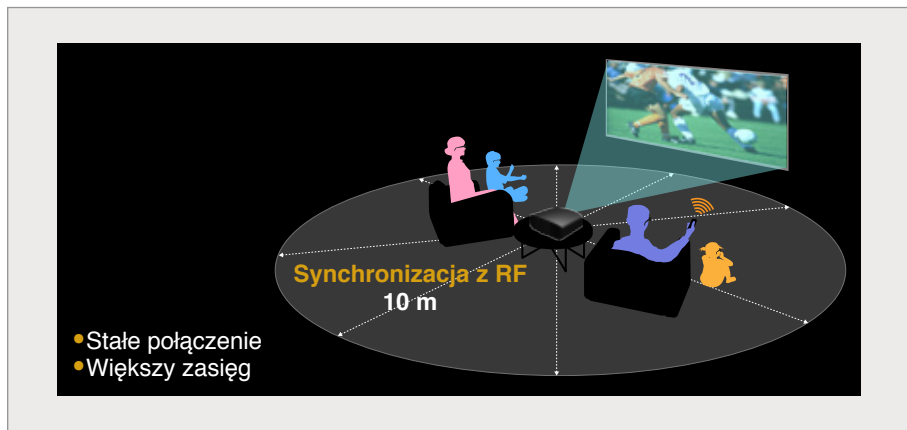 Synchronizacja z RF
10 m
•Stałe połączenie
•Większy zasięg